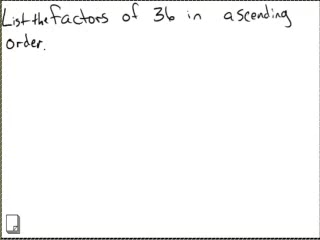 List the factors of 36 in ascending
order.